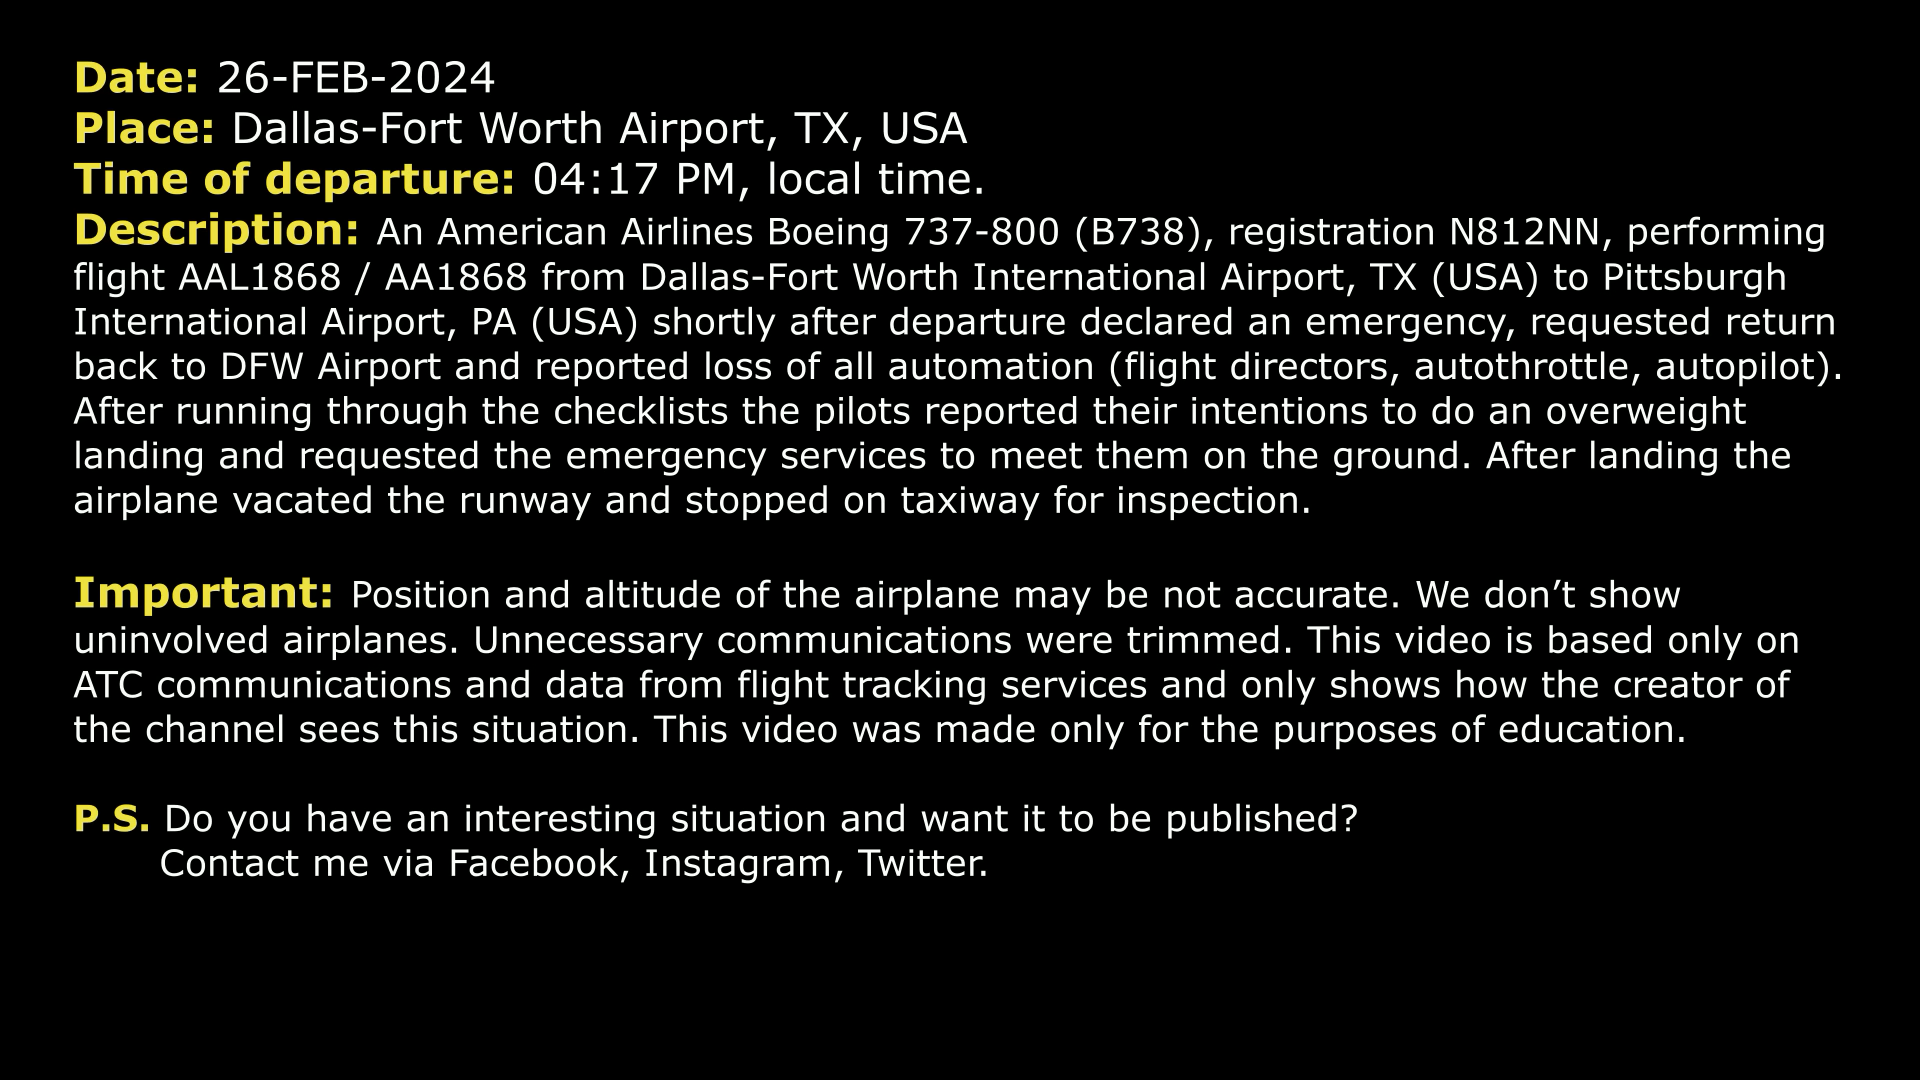 Date: 26-FEB-2024
Place: Dallas-Fort Worth Airport, TX, USA
Time of departure: 04:17 PM, local time.
Description: An American Airlines Boeing 737-800 (B738), registration N812NN, performing
flight AAL1868 / AA1868 from Dallas-Fort Worth International Airport, TX (USA) to Pittsburgh
International Airport, PA (USA) shortly after departure declared an emergency, requested return
back to DFW Airport and reported loss of all automation (flight directors, autothrottle, autopilot).
After running through the checklists the pilots reported their intentions to do an overweight
landing and requested the emergency services to meet them on the ground. After landing the
airplane vacated the runway and stopped on taxiway for inspection.
Important: Position and altitude of the airplane may be not accurate. We don’t show
uninvolved airplanes. Unnecessary communications were trimmed. This video is based only on
ATC communications and data from flight tracking services and only shows how the creator of
the channel sees this situation. This video was made only for the purposes of education.
P.S. Do you have an interesting situation and want it to be published?
Contact me via Facebook, Instagram, Twitter.